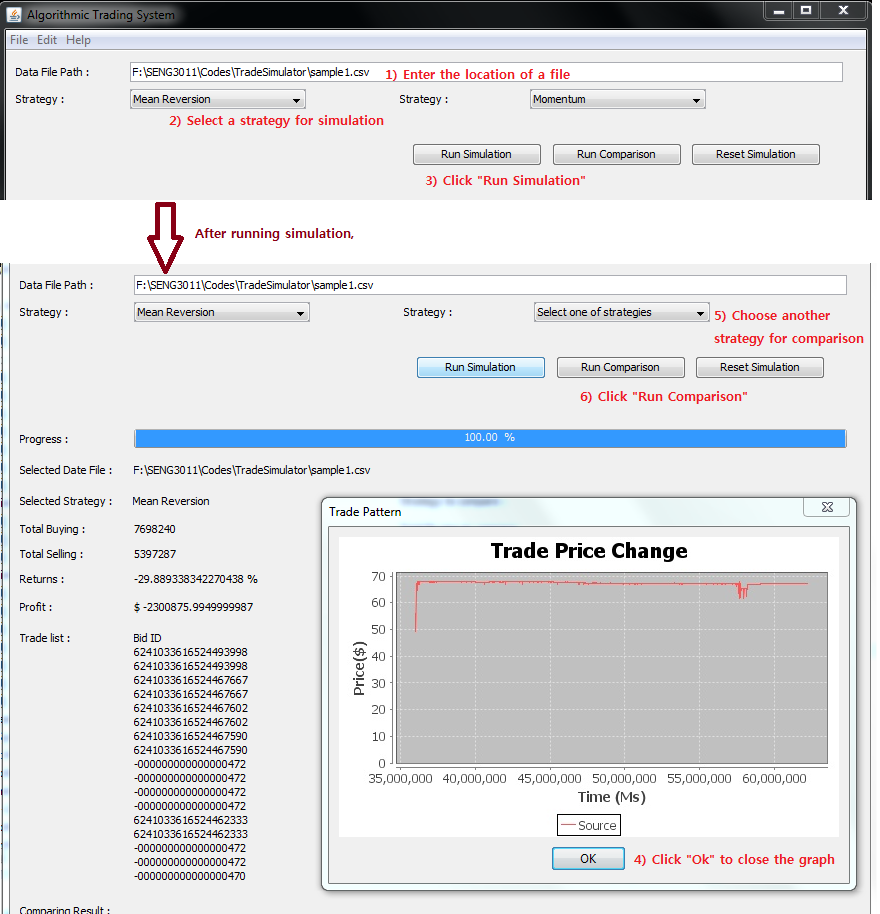 Algorithmic Trading System
File Edit Help
Data File Path : F:\SENG3011\Codes\TradeSimulator\sample1.csv 1) Enter the location of a file
Strategy : Mean Reversion Strategy : Momentum
2) Select a strategy for simulation
Run Simulation Run Comparison Reset Simulation
3) Click "Run Simulation"
After running simulation,
Data File Path : F:\SENG3011\Codes\TradeSimulator\sample1.csv
Strategy : Mean Reversion Strategy : Select one of strategies 5) Choose another
strategy for comparison
Run Simulation Run Comparison Reset Simulation
6) Click "Run Comparison"
Progress : 100.00 %
Selected Date File : F:\SENG3011\Codes\TradeSimulator\sample1.csv
Selected Strategy : Mean Reversion
Total Buying : 7698240
Total Selling : 5397287
Returns : -29.889338342270438 %
Profit : $ -2300875.9949999987
Trade list : Bid ID
6241033616524493998
6241033616524493998
6241033616524467667
6241033616524467667
6241033616524467602
6241033616524467602
6241033616524467590
6241033616524467590
-000000000000000472
-000000000000000472
-000000000000000472
-000000000000000472
6241033616524462333
6241033616524462333
-000000000000000472
-000000000000000472
-000000000000000470
Comparing Result :
Trade Pattern
Trade Price Change
Price($)
70
60
50
40
30
20
10
0
35,000,000 40,000,000 45,000,000 50,000,000 55,000,000 60,000,000
Time (Ms)
Source
OK 4) Click "Ok" to close the graph